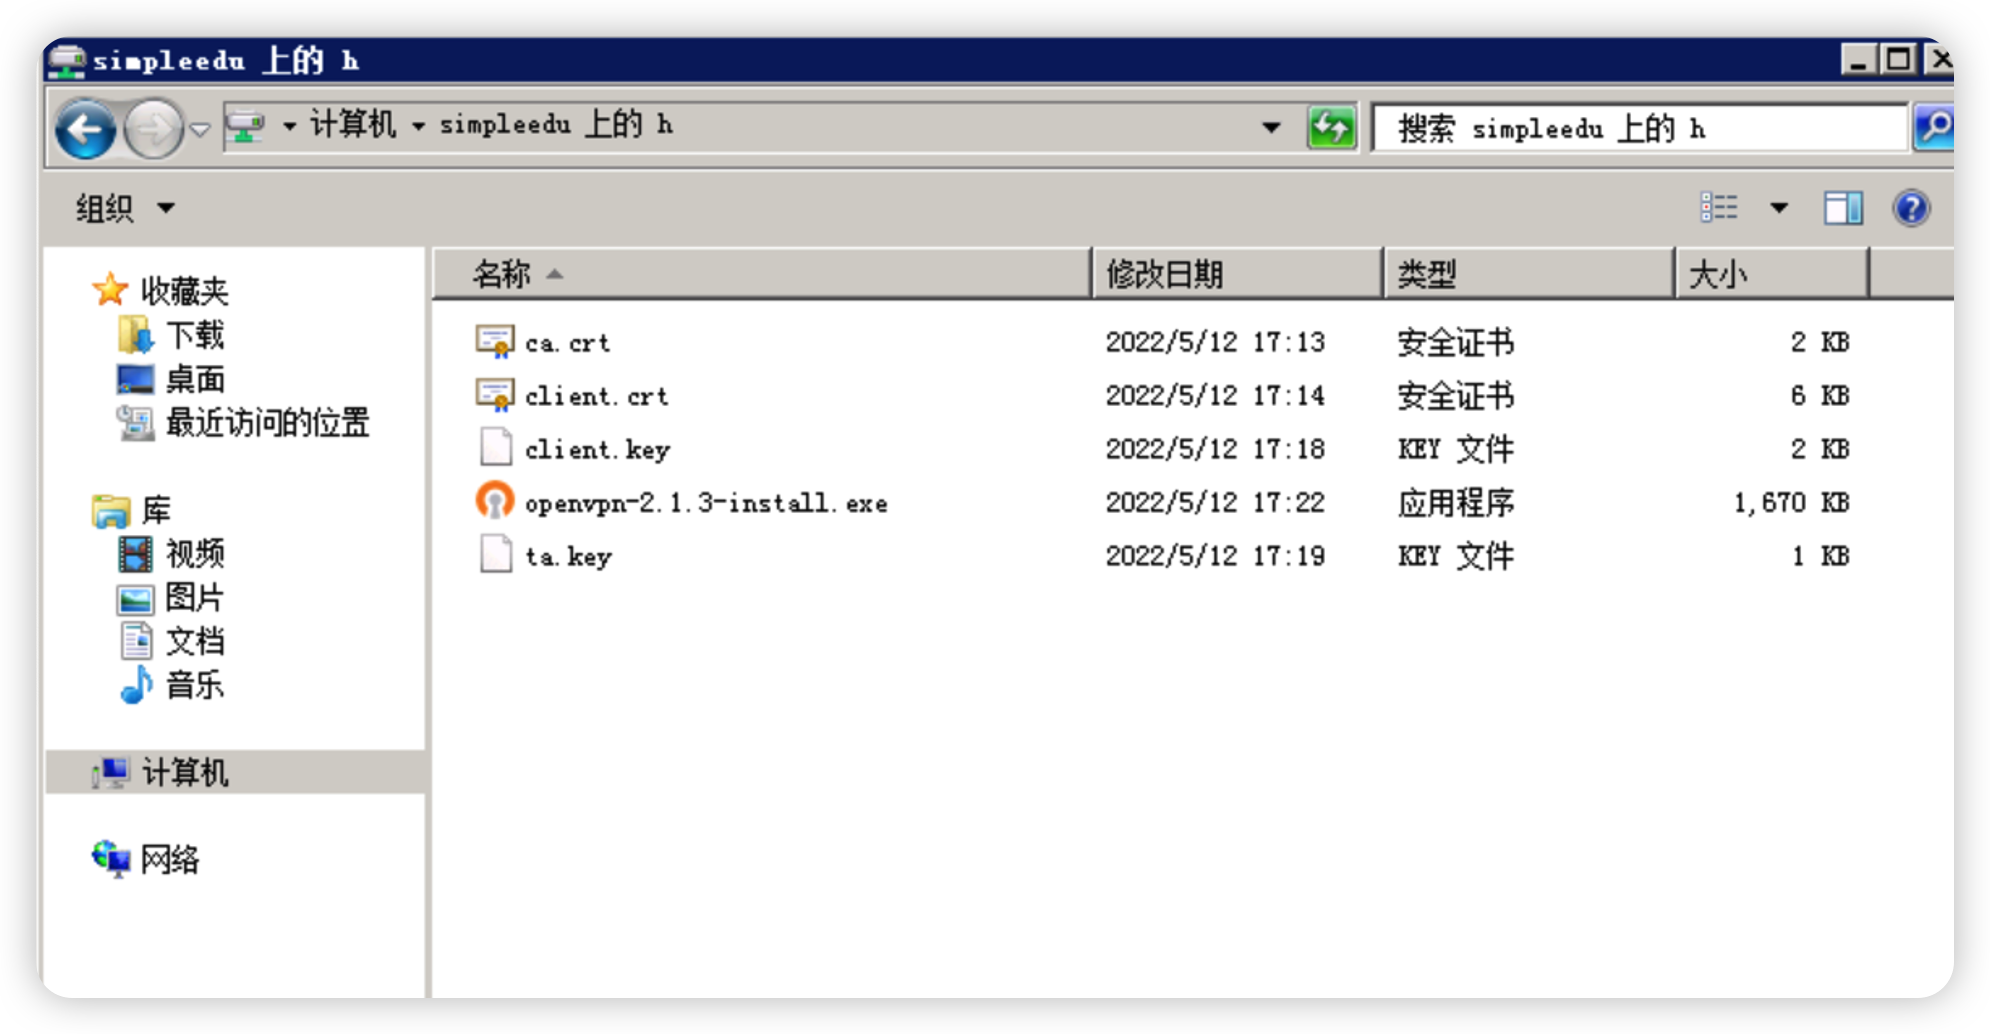 simpleedu 上的 h
计算机 simpleedu 上的 h 搜索 simpleedu 上的 h
组织
名称 修改日期 类型 大小
收藏夹
下载
桌面
最近访问的位置
库
视频
图片
文档
音乐
计算机
网络
ca.crt 2022/5/12 17:13 安全证书 2 KB
client.crt 2022/5/12 17:14 安全证书 6 KB
client.key 2022/5/12 17:18 KEY 文件 2 KB
openvpn-2.1.3-install.exe 2022/5/12 17:22 应用程序 1,670 KB
ta.key 2022/5/12 17:19 KEY 文件 1 KB